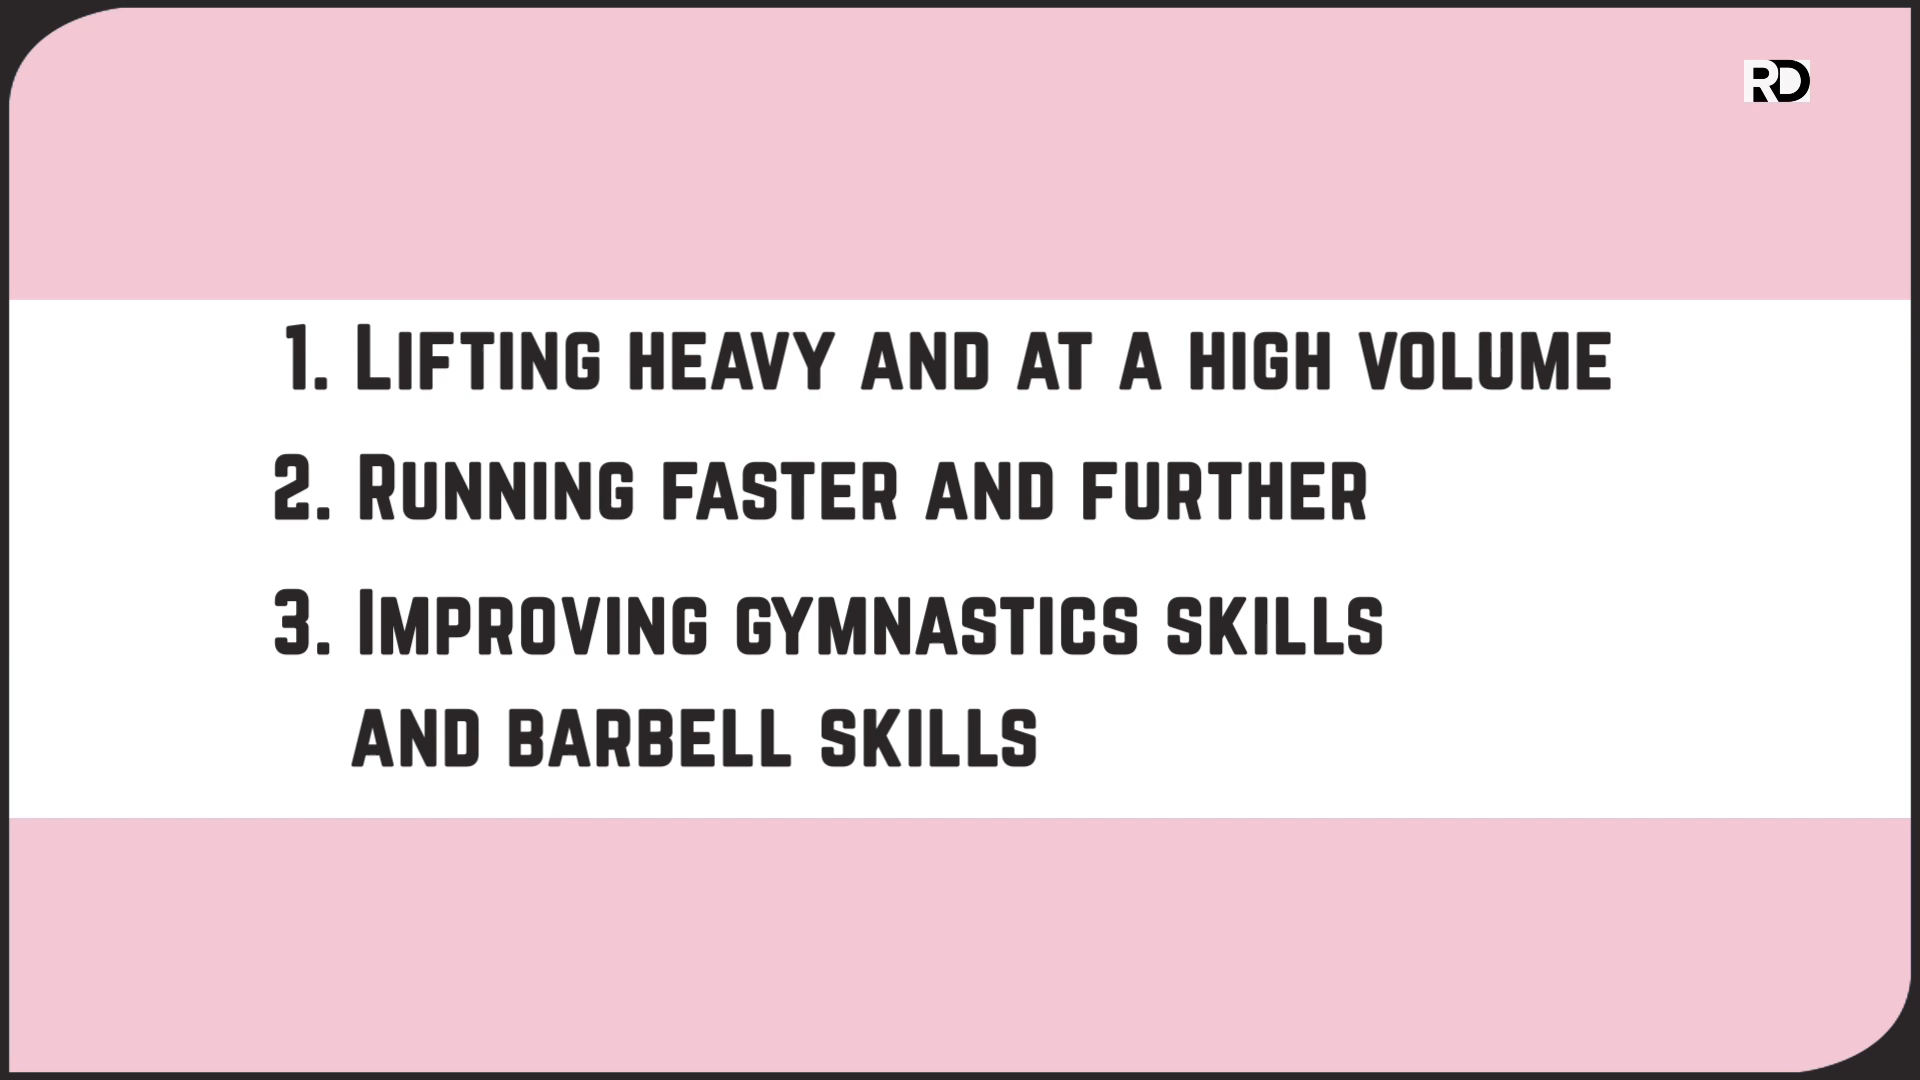 RD
1. Lifting heavy and at a high volume
2. Running faster and further
3. Improving gymnastics skills
and barbell skills